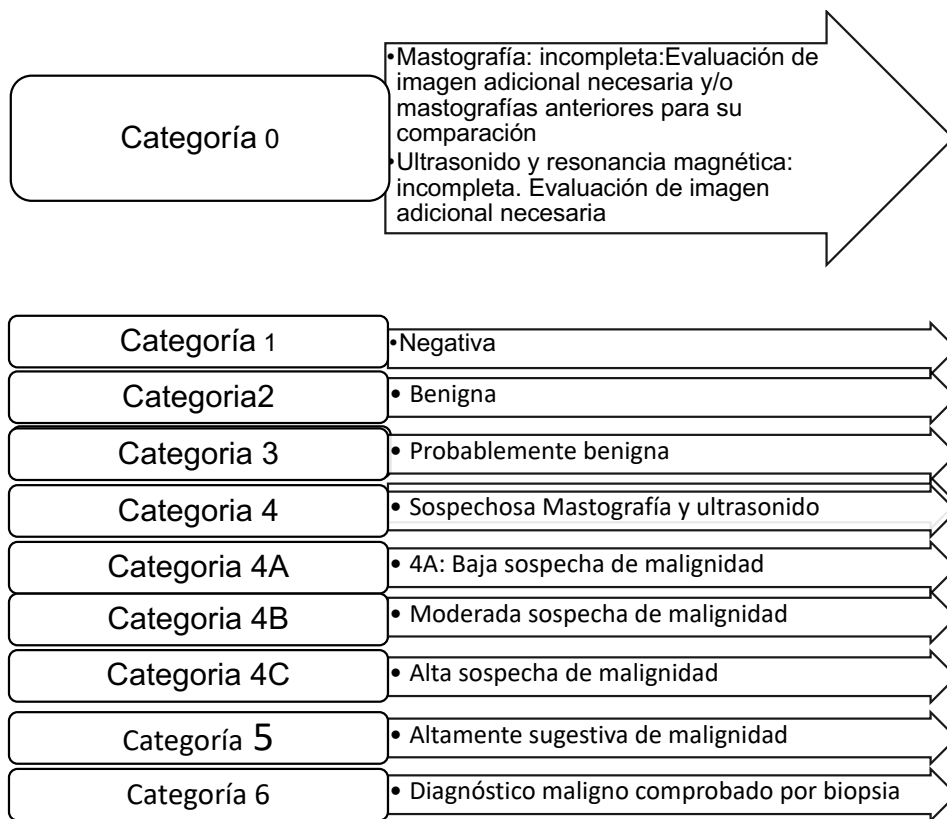 Categoría 0
•Mastografía: incompleta:Evaluación de
imagen adicional necesaria y/o
mastografías anteriores para su
comparación
•Ultrasonido y resonancia magnética:
incompleta. Evaluación de imagen
adicional necesaria
Categoría 1
•Negativa
Categoria2
• Benigna
Categoria 3
• Probablemente benigna
Categoria 4
• Sospechosa Mastografía y ultrasonido
Categoria 4A
• 4A: Baja sospecha de malignidad
Categoria 4B
• Moderada sospecha de malignidad
Categoria 4C
• Alta sospecha de malignidad
Categoría 5
• Altamente sugestiva de malignidad
Categoría 6
• Diagnóstico maligno comprobado por biopsia